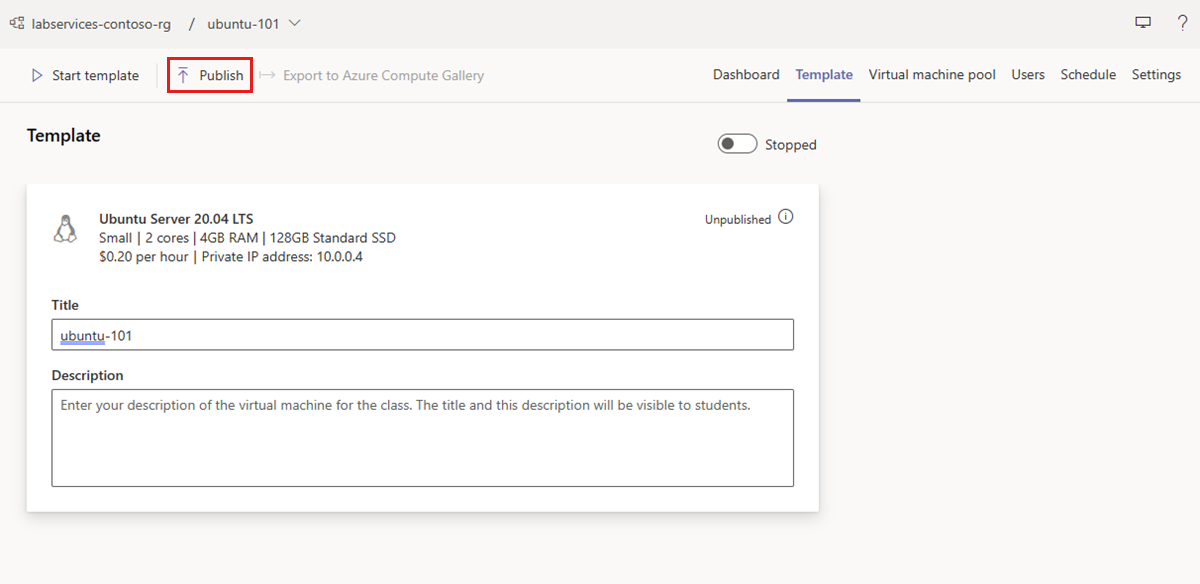 labservices-contoso-rg / ubuntu-101
?
Start template
Publish
Export to Azure Compute Gallery
Dashboard
Template
Virtual machine pool
Users
Schedule
Settings
Template
Stopped
Ubuntu Server 20.04 LTS
Unpublished
Small | 2 cores | 4GB RAM | 128GB Standard SSD
$0.20 per hour | Private IP address: 10.0.0.4
Title
ubuntu-101
Description
Enter your description of the virtual machine for the class. The title and this description will be visible to students.